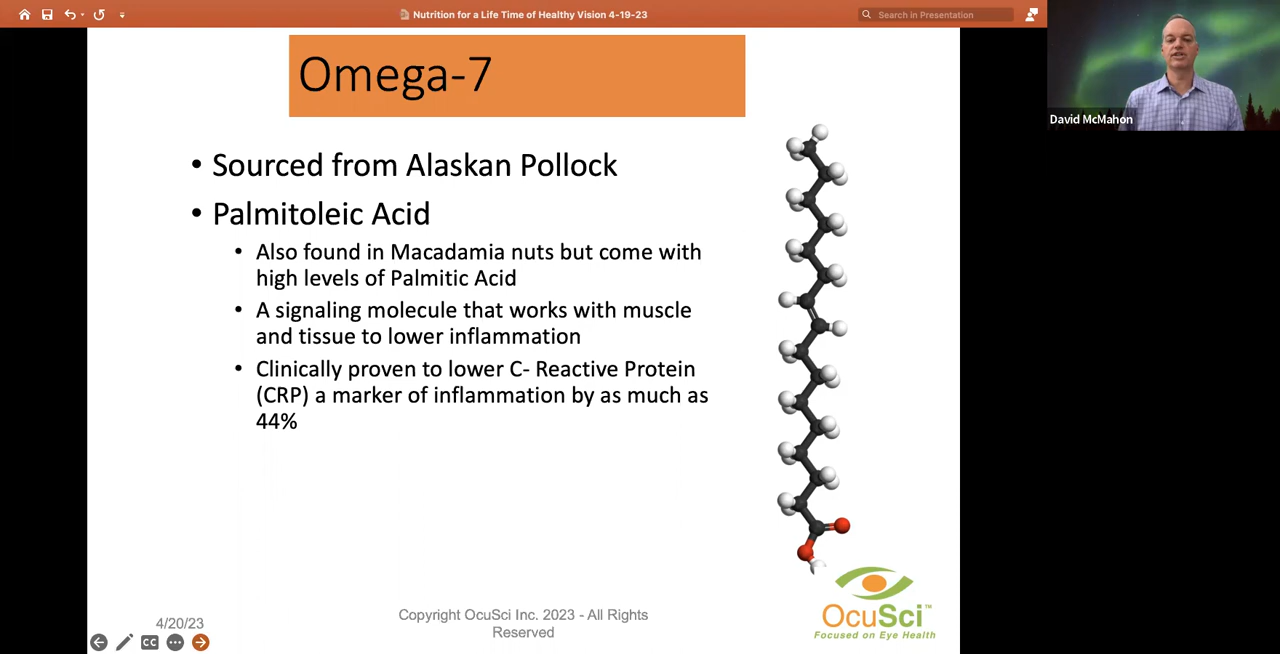 Nutrition for a Life Time of Healthy Vision 4-19-23
Search in Presentation
Omega-7
• Sourced from Alaskan Pollock
• Palmitoleic Acid
• Also found in Macadamia nuts but come with
high levels of Palmitic Acid
• A signaling molecule that works with muscle
and tissue to lower inflammation
• Clinically proven to lower C- Reactive Protein
(CRP) a marker of inflammation by as much as
44%
David McMahon
4/20/23
Copyright OcuSci Inc. 2023 - All Rights
Reserved
OcuSci™
Focused on Eye Health
CC